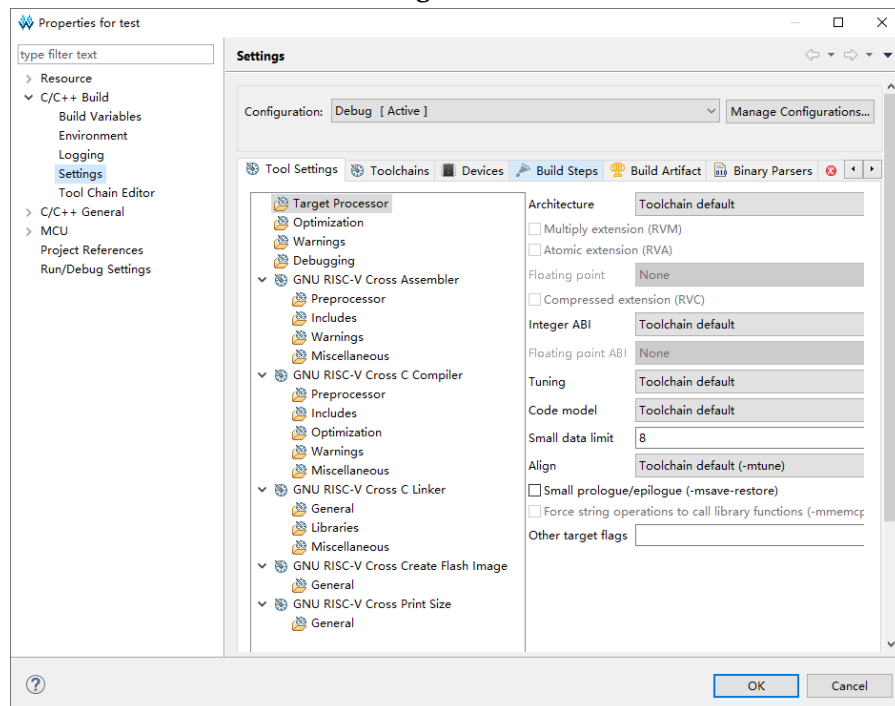 Properties for test
type filter text
Resource
C/C++ Build
Build Variables
Environment
Logging
Settings
Tool Chain Editor
C/C++ General
MCU
Project References
Run/Debug Settings
Settings
Configuration: Debug [ Active ]
Manage Configurations...
Tool Settings
Toolchains
Devices
Build Steps
Build Artifact
Binary Parsers
Target Processor
Optimization
Warnings
Debugging
GNU RISC-V Cross Assembler
Preprocessor
Includes
Warnings
Miscellaneous
GNU RISC-V Cross C Compiler
Preprocessor
Includes
Optimization
Warnings
Miscellaneous
GNU RISC-V Cross C Linker
General
Libraries
Miscellaneous
GNU RISC-V Cross Create Flash Image
General
GNU RISC-V Cross Print Size
General
Architecture Toolchain default
Multiply extension (RVM)
Atomic extension (RVA)
Floating point None
Compressed extension (RVC)
Integer ABI Toolchain default
Floating point ABI None
Tuning Toolchain default
Code model Toolchain default
Small data limit 8
Align Toolchain default (-mtune)
Small prologue/epilogue (-msave-restore)
Force string operations to call library functions (-mmemcp
Other target flags
OK
Cancel